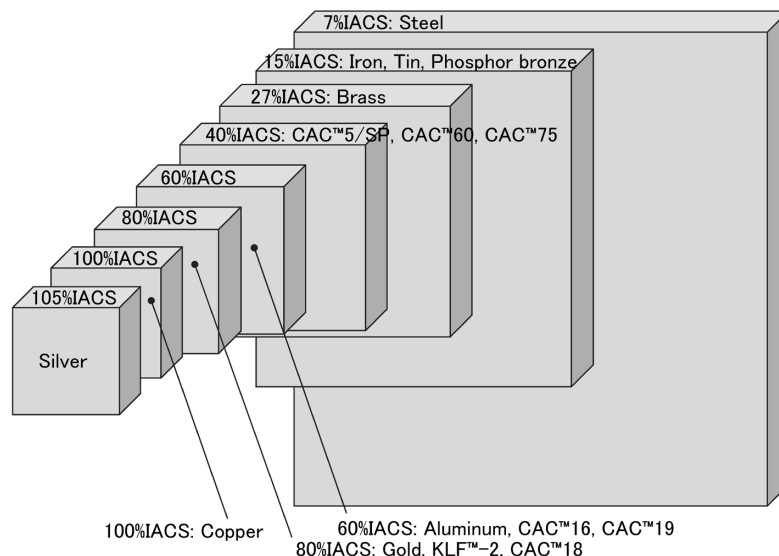 7%IACS: Steel
15%IACS: Iron, Tin, Phosphor bronze
27%IACS: Brass
40%IACS: CAC™5/SP, CAC™60, CAC™75
60%IACS
80%IACS
100%IACS
105%IACS
Silver
100%IACS: Copper
60%IACS: Aluminum, CAC™16, CAC™19
80%IACS: Gold, KLF™-2, CAC™18